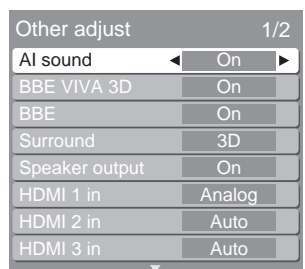 Other adjust 1/2
AI sound ◄ On ►
BBE VIVA 3D On
BBE On
Surround 3D
Speaker output On
HDMI 1 in Analog
HDMI 2 in Auto
HDMI 3 in Auto